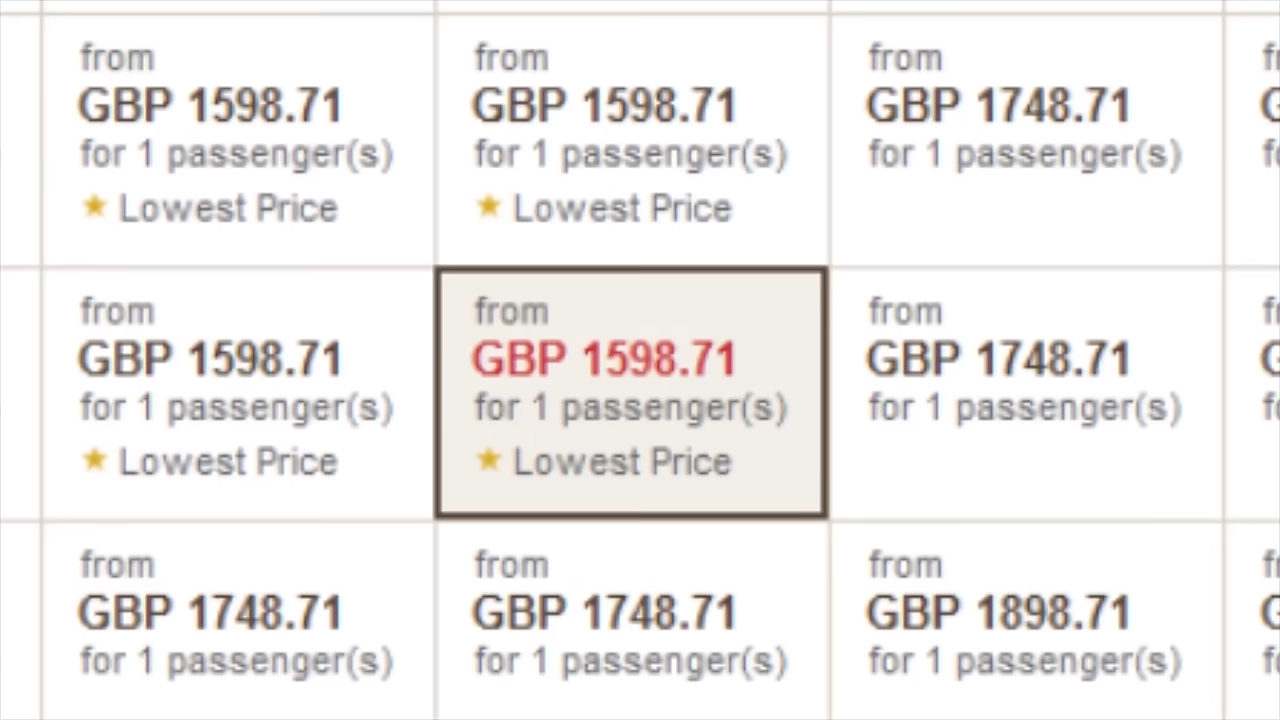 from
GBP 1598.71
for 1 passenger(s)
Lowest Price
from
GBP 1598.71
for 1 passenger(s)
Lowest Price
from
GBP 1748.71
for 1 passenger(s)
from
GBP 1598.71
for 1 passenger(s)
Lowest Price
from
GBP 1598.71
for 1 passenger(s)
Lowest Price
from
GBP 1748.71
for 1 passenger(s)
from
GBP 1748.71
for 1 passenger(s)
from
GBP 1748.71
for 1 passenger(s)
from
GBP 1898.71
for 1 passenger(s)